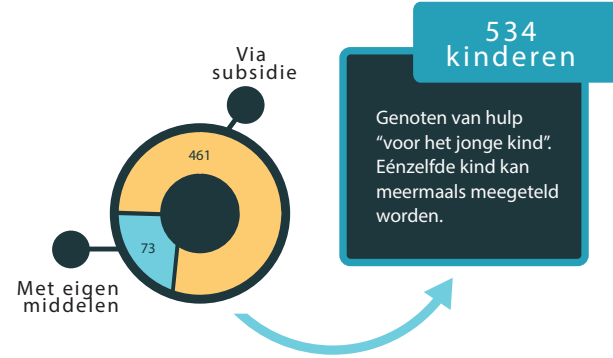 534
kinderen
Via
subsidie
Genoten van hulp
“voor het jonge kind”.
Eénzelfde kind kan
meermaals meegeteld
worden.
461
73
Met eigen
middelen